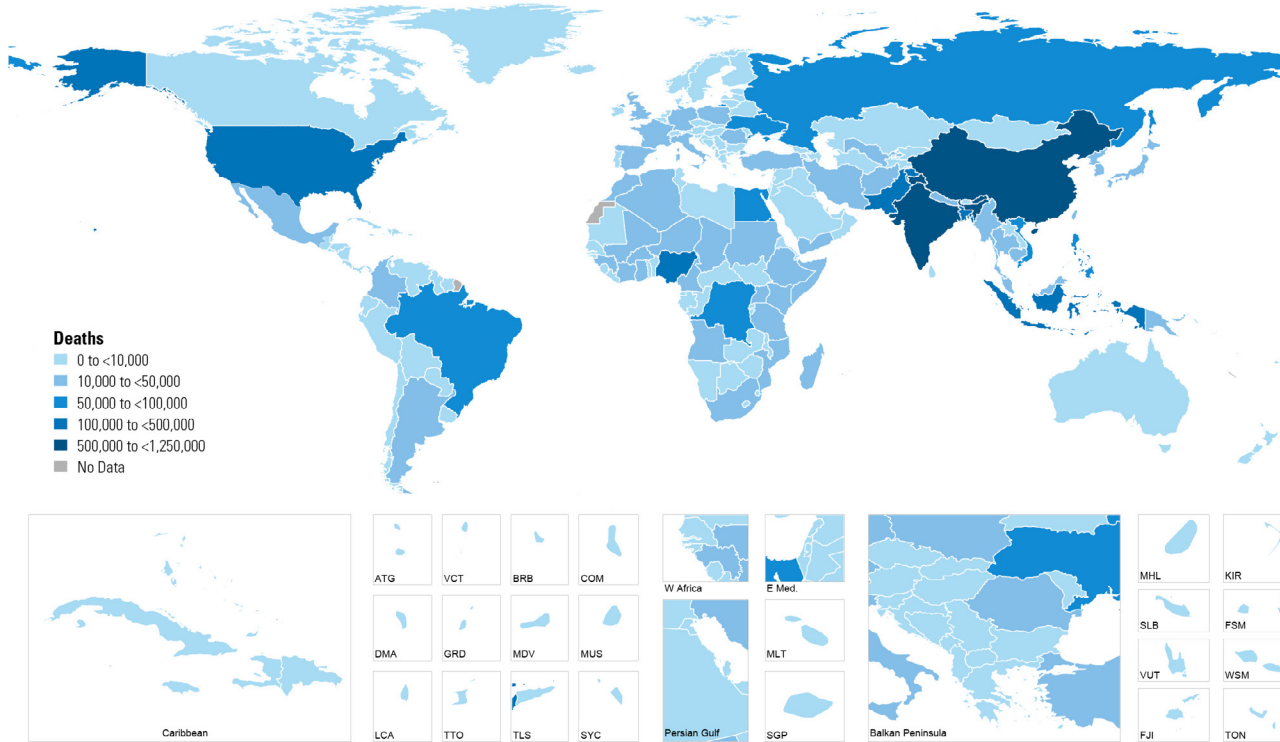 Deaths
0 to <10,000
10,000 to <50,000
50,000 to <100,000
100,000 to <500,000
500,000 to <1,250,000
No Data
Caribbean
ATG
VCT
BRB
COM
DMA
GRD
MDV
MUS
LCA
TTO
TLS
SYC
W Africa
E Med.
Persian Gulf
MLT
SGP
Balkan Peninsula
MHL
KIR
SLB
FSM
VUT
WSM
FJI
TON